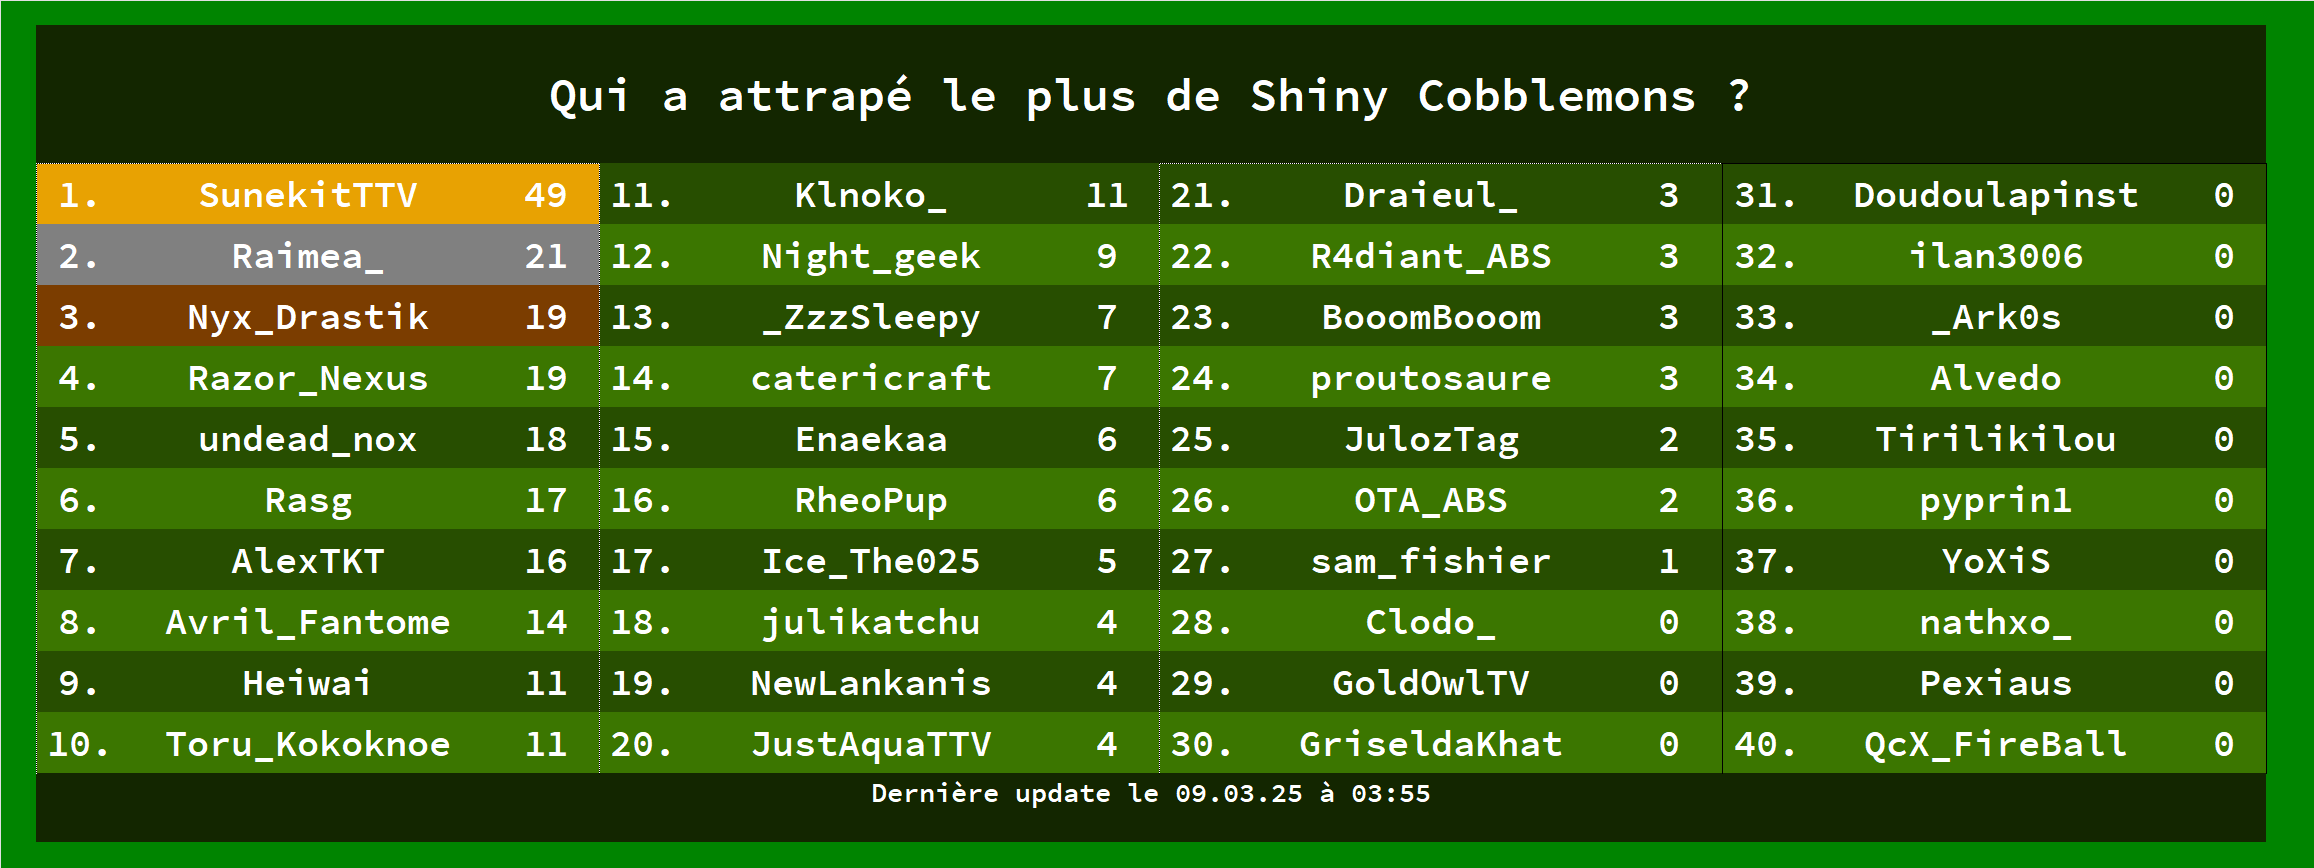 Qui a attrapé le plus de Shiny Cobblemons ?
1. SunekitTTV 49 11. Klnoko_ 11 21. Draieul_ 3 31. Doudoulapinst 0
2. Raimea_ 21 12. Night_geek 9 22. R4diant_ABS 3 32. ilan3006 0
3. Nyx_Drastik 19 13. _ZzzSleepy 7 23. BooomBooom 3 33. _Ark0s 0
4. Razor_Nexus 19 14. catericraft 7 24. proutosaure 3 34. Alvedo 0
5. undead_nox 18 15. Enaekaa 6 25. JulozTag 2 35. Tirilikilou 0
6. Rasg 17 16. RheoPup 6 26. OTA_ABS 2 36. pyprin1 0
7. AlexTKT 16 17. Ice_The025 5 27. sam_fishier 1 37. YoXiS 0
8. Avril_Fantome 14 18. julikatchu 4 28. Clodo_ 0 38. nathxo_ 0
9. Heiwai 11 19. NewLankanis 4 29. GoldOwlTV 0 39. Pexiaus 0
10. Toru_Kokoknoe 11 20. JustAquaTTV 4 30. GriseldaKhat 0 40. QcX_FireBall 0
Dernière update le 09.03.25 à 03:55